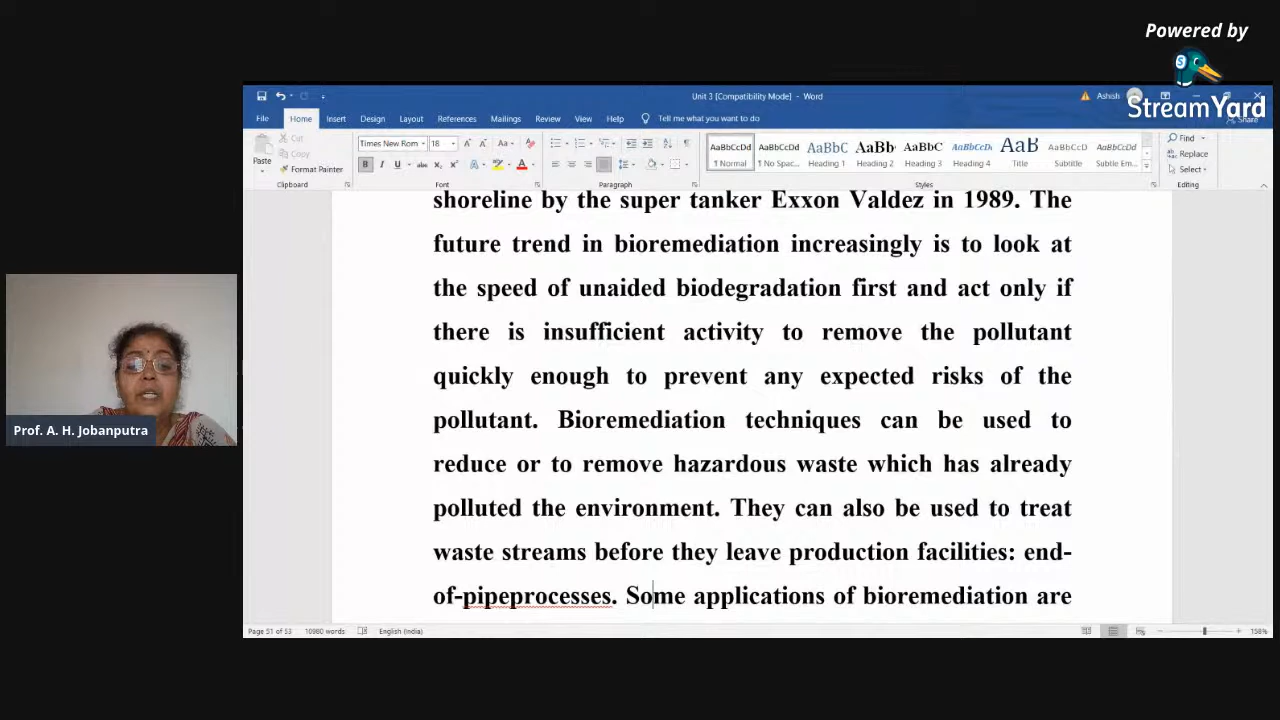 Powered by
StreamYard
Unit 3 [Compatibility Mode] - Word
Ashish
File Home Insert Design Layout References Mailings Review View Help Tell me what you want to do
Share
Paste
Cut
Copy
Format Painter
Clipboard
Times New Rom 18
Font
Paragraph
AaBbCcDd AaBbCcDd AaBbC AaBb AaBbC AaBbCcD AaB AaBbCcD AaBbCcD
¶ Normal ¶ No Spac... Heading 1 Heading 2 Heading 3 Heading 4 Title Subtitle Subtle Em...
Styles
Find
Replace
Select
Editing
shoreline by the super tanker Exxon Valdez in 1989. The
future trend in bioremediation increasingly is to look at
the speed of unaided biodegradation first and act only if
there is insufficient activity to remove the pollutant
quickly enough to prevent any expected risks of the
pollutant. Bioremediation techniques can be used to
reduce or to remove hazardous waste which has already
polluted the environment. They can also be used to treat
waste streams before they leave production facilities: end-
of-pipeprocesses. Some applications of bioremediation are
Prof. A. H. Jobanputra
Page 51 of 53 10980 words English (India) 158%